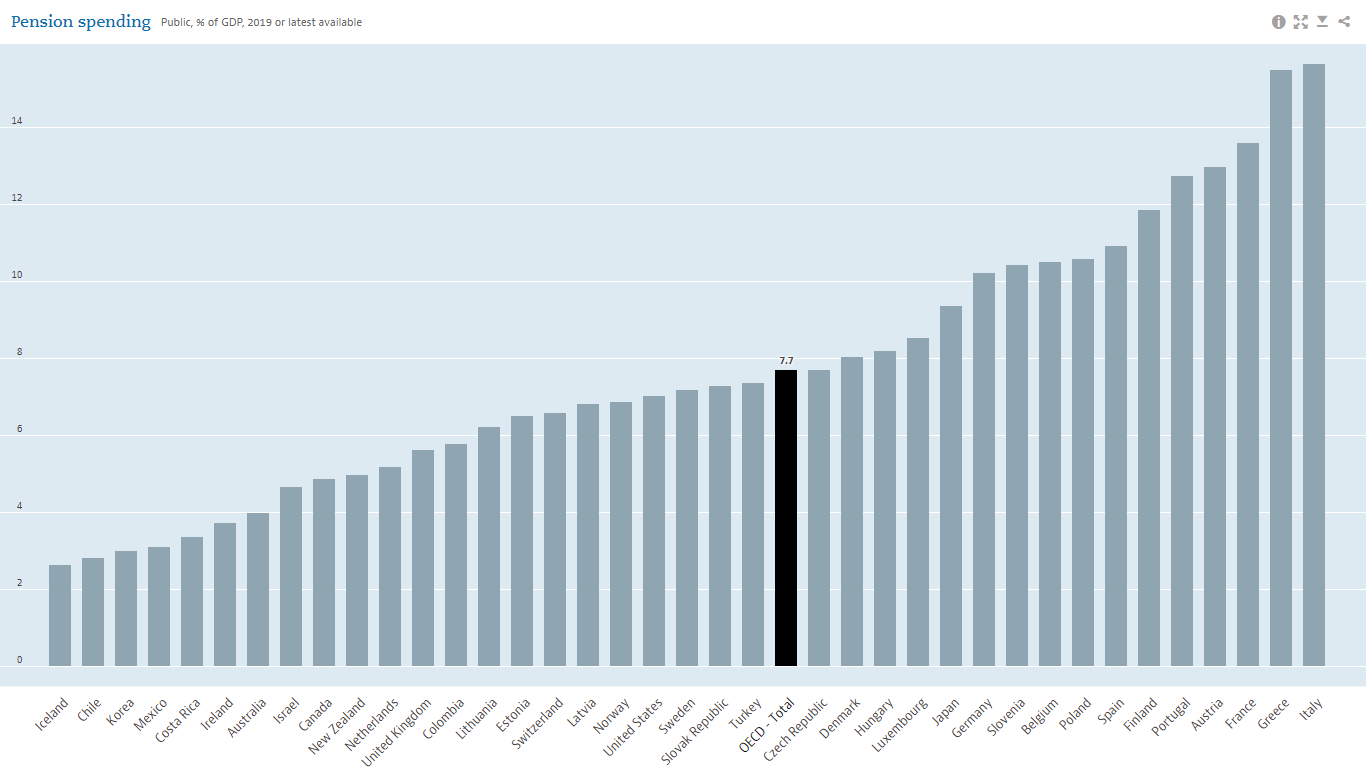 Pension spending Public, % of GDP, 2019 or latest available
14
12
10
8
7.7
6
4
2
0
Iceland
Chile
Korea
Mexico
Costa Rica
Ireland
Australia
Israel
Canada
New Zealand
Netherlands
United Kingdom
Colombia
Lithuania
Estonia
Switzerland
Latvia
Norway
United States
Sweden
Slovak Republic
Turkey
OECD - Total
Czech Republic
Denmark
Hungary
Luxembourg
Japan
Germany
Slovenia
Belgium
Poland
Spain
Finland
Portugal
Austria
France
Greece
Italy